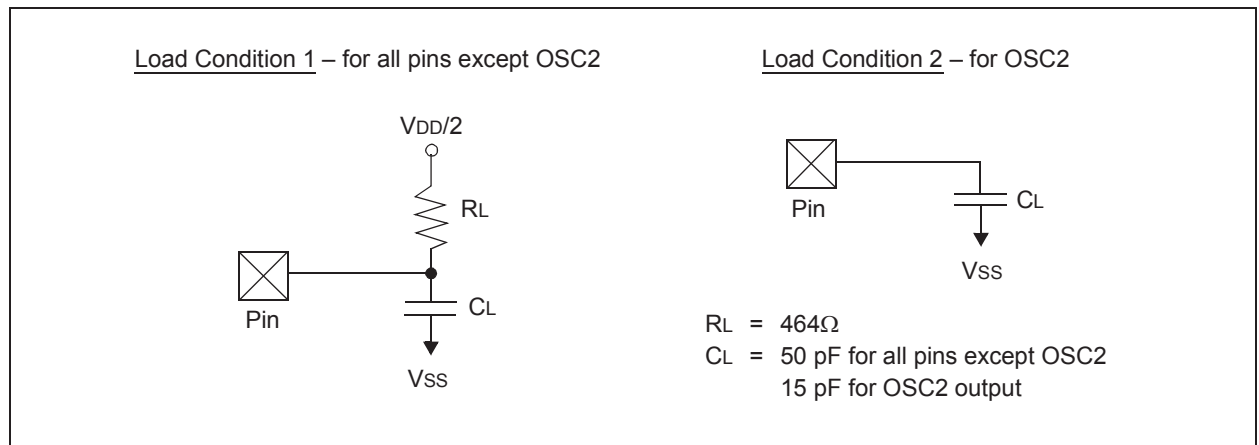 Load Condition 1 – for all pins except OSC2
VDD/2
RL
Pin
CL
VSS
Load Condition 2 – for OSC2
Pin
CL
VSS
RL = 464Ω
CL = 50 pF for all pins except OSC2
15 pF for OSC2 output